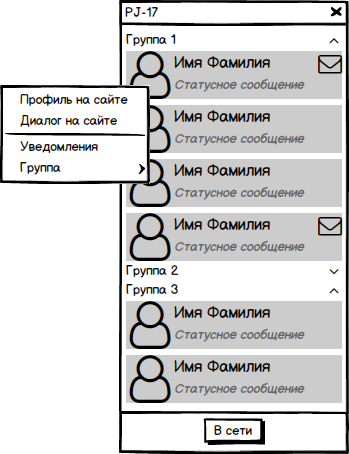 PJ-17
Группа 1
Имя Фамилия
Статусное сообщение
Профиль на сайте
Диалог на сайте
Уведомления
Группа
Имя Фамилия
Статусное сообщение
Имя Фамилия
Статусное сообщение
Имя Фамилия
Статусное сообщение
Группа 2
Группа 3
Имя Фамилия
Статусное сообщение
Имя Фамилия
Статусное сообщение
В сети